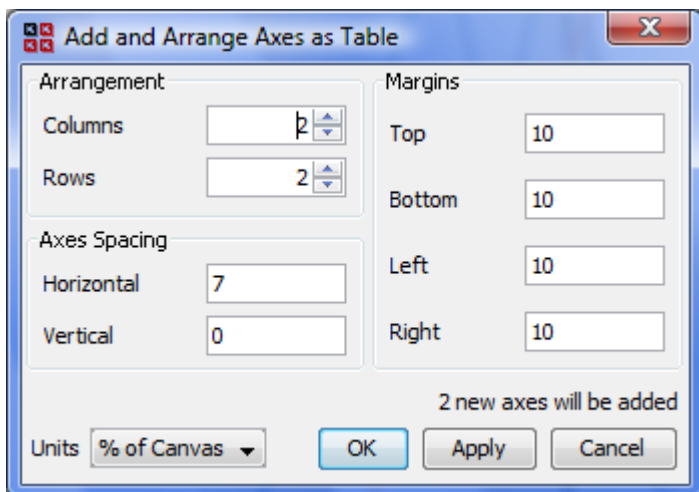 Add and Arrange Axes as Table
Arrangement
Columns 2
Rows 2
Axes Spacing
Horizontal 7
Vertical 0
Margins
Top 10
Bottom 10
Left 10
Right 10
2 new axes will be added
Units % of Canvas OK Apply Cancel